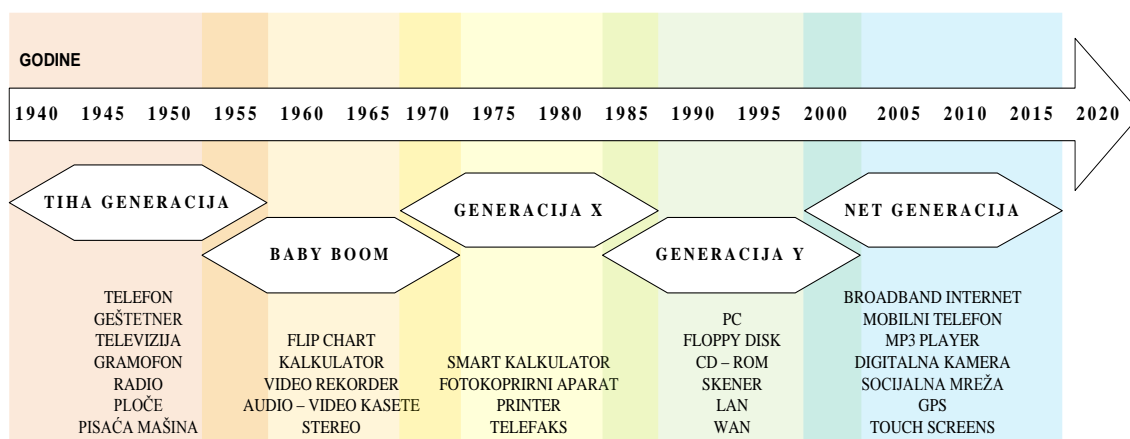 GODINE
1940 1945 1950 1955 1960 1965 1970 1975 1980 1985 1990 1995 2000 2005 2010 2015 2020
TIHA GENERACIJA
BABY BOOM
GENERACIJA X
GENERACIJA Y
NET GENERACIJA
TELEFON
GEŠTETNER
TELEVIZIJA
GRAMOFON
RADIO
PLOČE
PISAĆA MAŠINA
FLIP CHART
KALKULATOR
VIDEO REKORDER
AUDIO – VIDEO KASETE
STEREO
SMART KALKULATOR
FOTOKOPRIRNI APARAT
PRINTER
TELEFAKS
PC
FLOPPY DISK
CD – ROM
SKENER
LAN
WAN
BROADBAND INTERNET
MOBILNI TELEFON
MP3 PLAYER
DIGITALNA KAMERA
SOCIJALNA MREŽA
GPS
TOUCH SCREENS